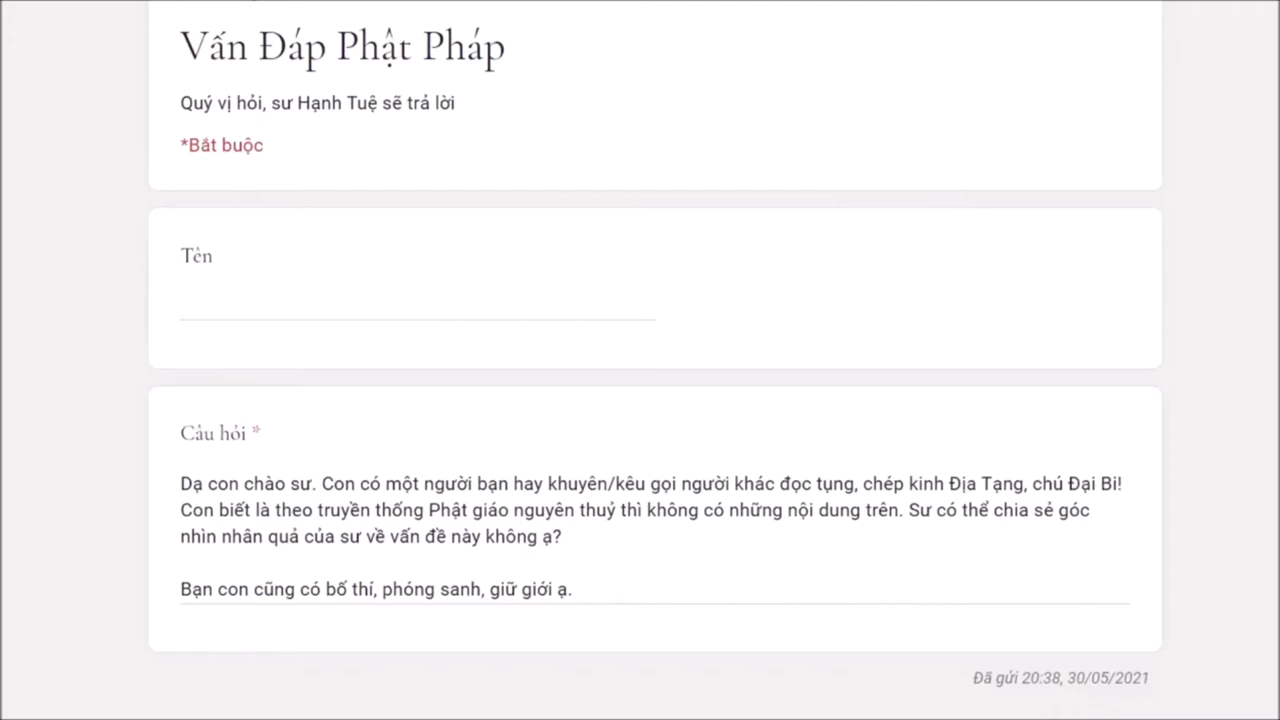 Vấn Đáp Phật Pháp
Quý vị hỏi, sư Hạnh Tuệ sẽ trả lời
*Bắt buộc
Tên
Câu hỏi *
Dạ con chào sư. Con có một người bạn hay khuyên/kêu gọi người khác đọc tụng, chép kinh Địa Tạng, chú Đại Bi!
Con biết là theo truyền thống Phật giáo nguyên thuỷ thì không có những nội dung trên. Sư có thể chia sẻ góc
nhìn nhân quả của sư về vấn đề này không ạ?
Bạn con cũng có bố thí, phóng sanh, giữ giới ạ.
Đã gửi 20:38, 30/05/2021